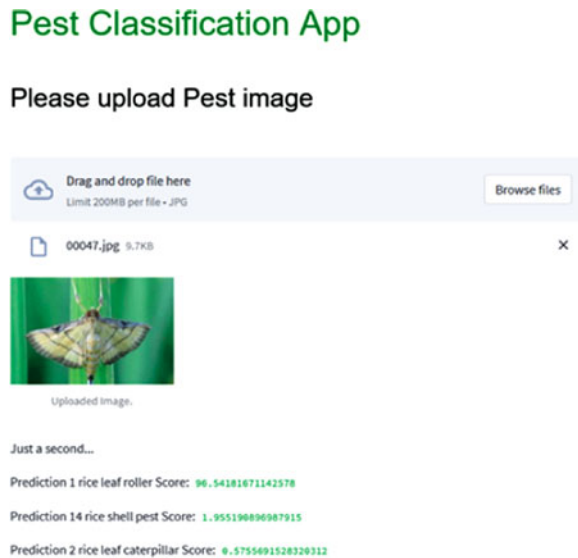 Pest Classification App
Please upload Pest image
Drag and drop file here
Limit 200MB per file • JPG
Browse files
00047.jpg 9.7KB
Uploaded Image.
Just a second...
Prediction 1 rice leaf roller Score: 96.54181671142578
Prediction 14 rice shell pest Score: 1.955190896987915
Prediction 2 rice leaf caterpillar Score: 0.5755691528320312